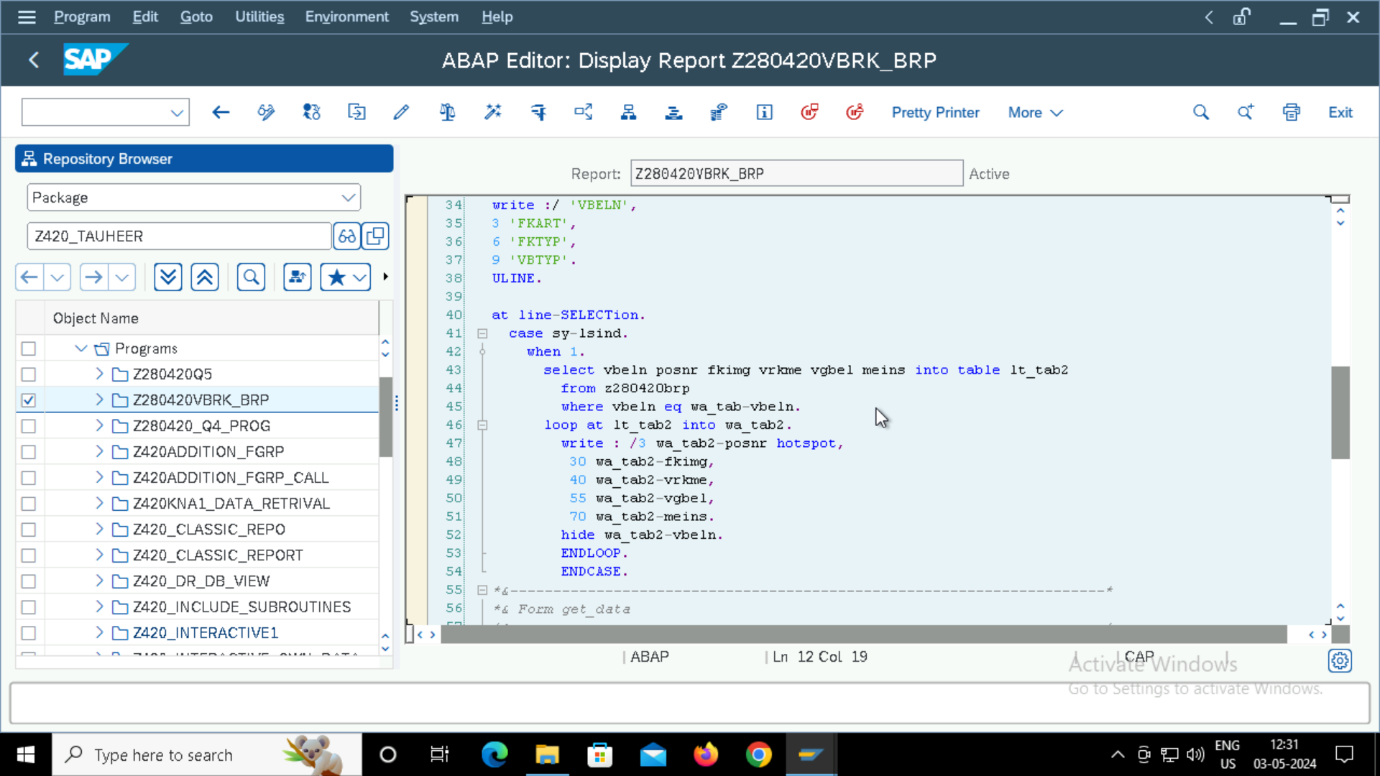 Program Edit Goto Utilities Environment System Help
SAP ABAP Editor: Display Report Z280420VBRK_BRP
Pretty Printer More Exit
Repository Browser
Package
Z420_TAUHEER
Object Name
Programs
Z280420Q5
Z280420VBRK_BRP
Z280420_Q4_PROG
Z420ADDITION_FGRP
Z420ADDITION_FGRP_CALL
Z420KNA1_DATA_RETRIVAL
Z420_CLASSIC_REPO
Z420_CLASSIC_REPORT
Z420_DR_DB_VIEW
Z420_INCLUDE_SUBROUTINES
Z420_INTERACTIVE1
Report: Z280420VBRK_BRP Active
34 write :/ 'VBELN',
35 3 'FKART',
36 6 'FKTYP',
37 9 'VBTYP'.
38 ULINE.
39
40 at line-SELECTion.
41 case sy-lsind.
42 when 1.
43 select vbeln posnr fkimg vrkme vgbel meins into table lt_tab2
44 from z280420brp
45 where vbeln eq wa_tab-vbeln.
46 loop at lt_tab2 into wa_tab2.
47 write : /3 wa_tab2-posnr hotspot,
48 30 wa_tab2-fkimg,
49 40 wa_tab2-vrkme,
50 55 wa_tab2-vgbel,
51 70 wa_tab2-meins.
52 hide wa_tab2-vbeln.
53 ENDLOOP.
54 ENDCASE.
55 *&---------------------------------------------------------------------*
56 *& Form get_data
ABAP Ln 12 Col 19 CAP
Activate Windows
Go to Settings to activate Windows.
Type here to search
ENG
US
12:31
03-05-2024